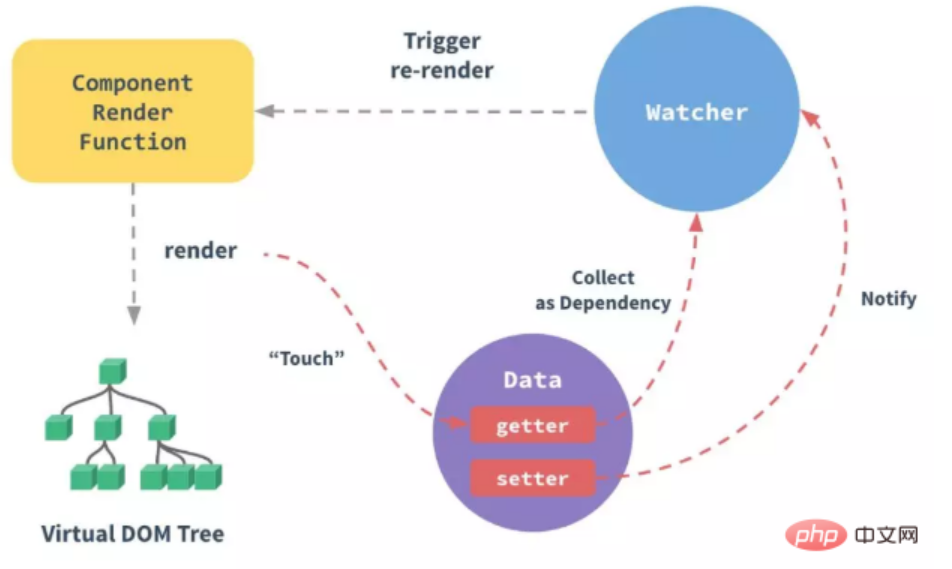 Trigger
re-render
Component
Render
Function
Watcher
render
Collect
as Dependency
Notify
“Touch”
Data
getter
setter
Virtual DOM Tree
php 中文网